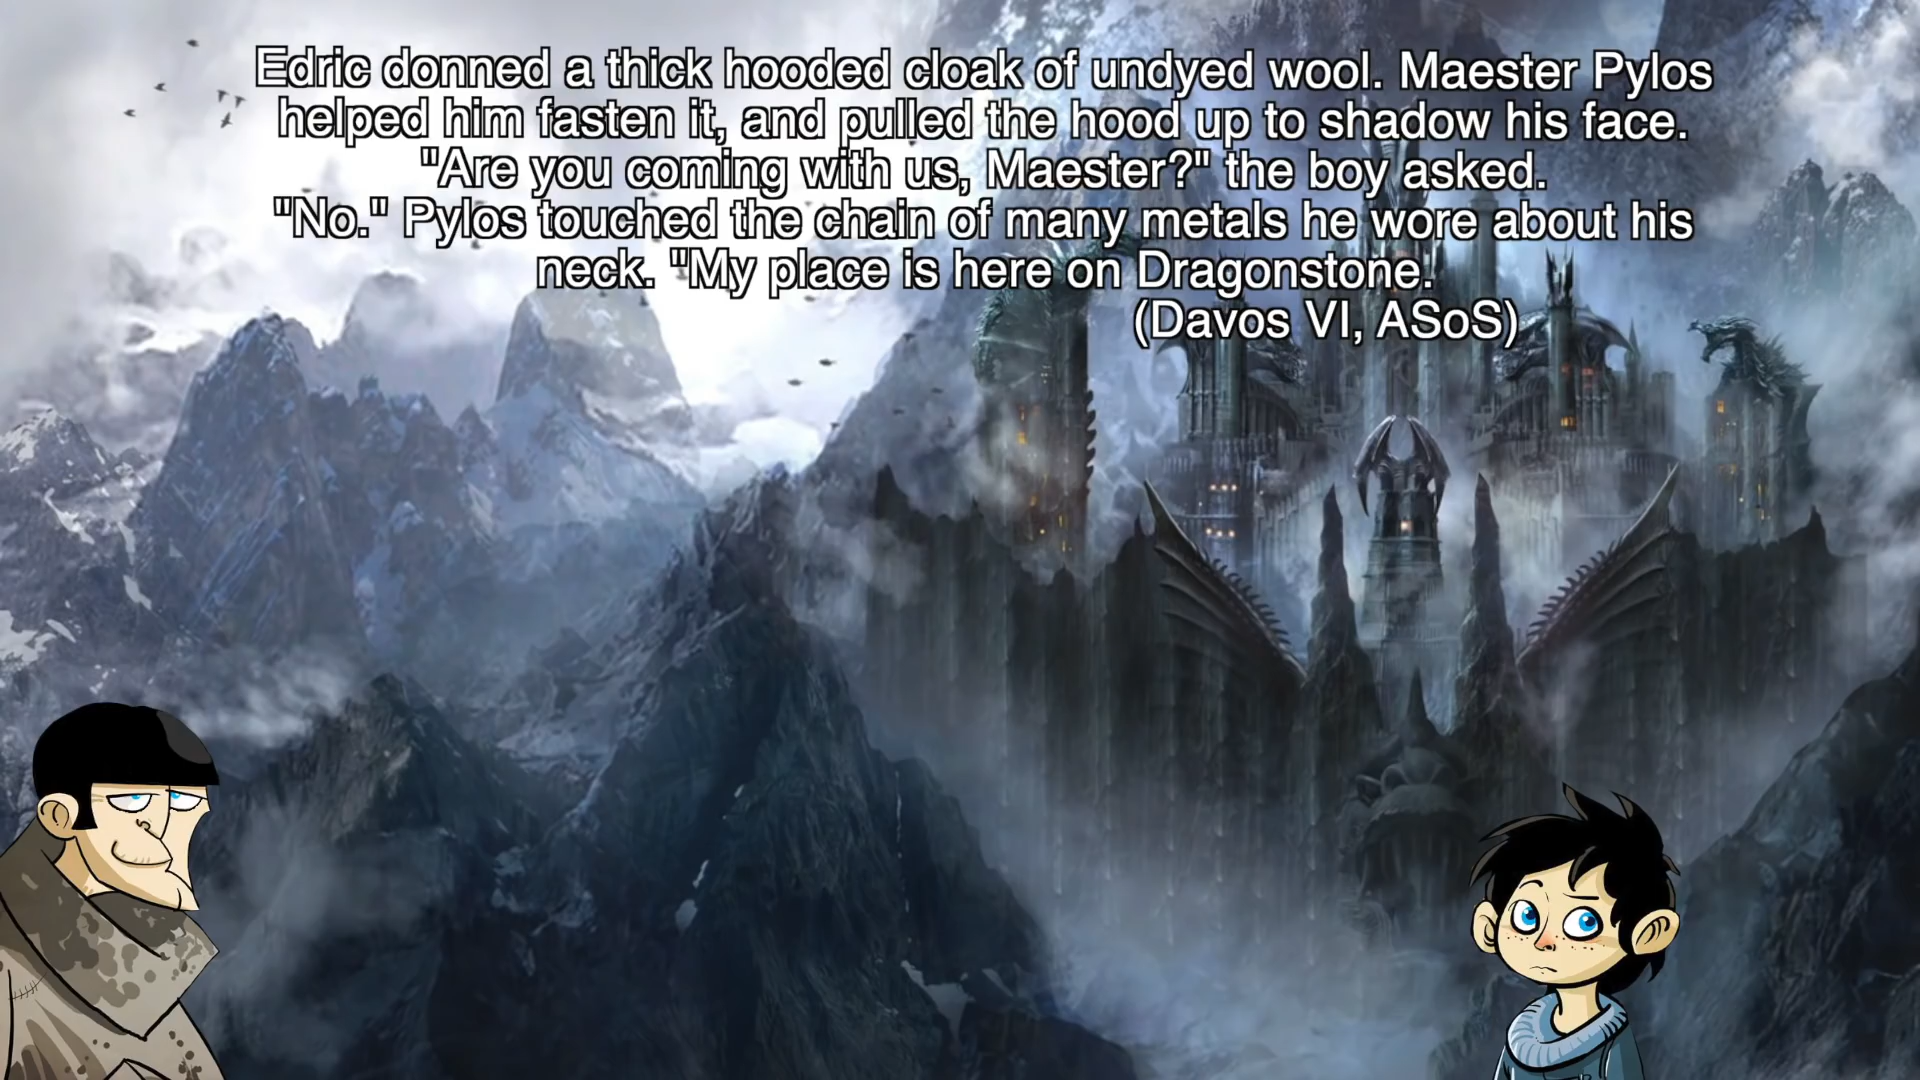 Edric donned a thick hooded cloak of undyed wool. Maester Pylos
helped him fasten it, and pulled the hood up to shadow his face.
"Are you coming with us, Maester?" the boy asked.
"No." Pylos touched the chain of many metals he wore about his
neck. "My place is here on Dragonstone.
(Davos VI, ASoS)